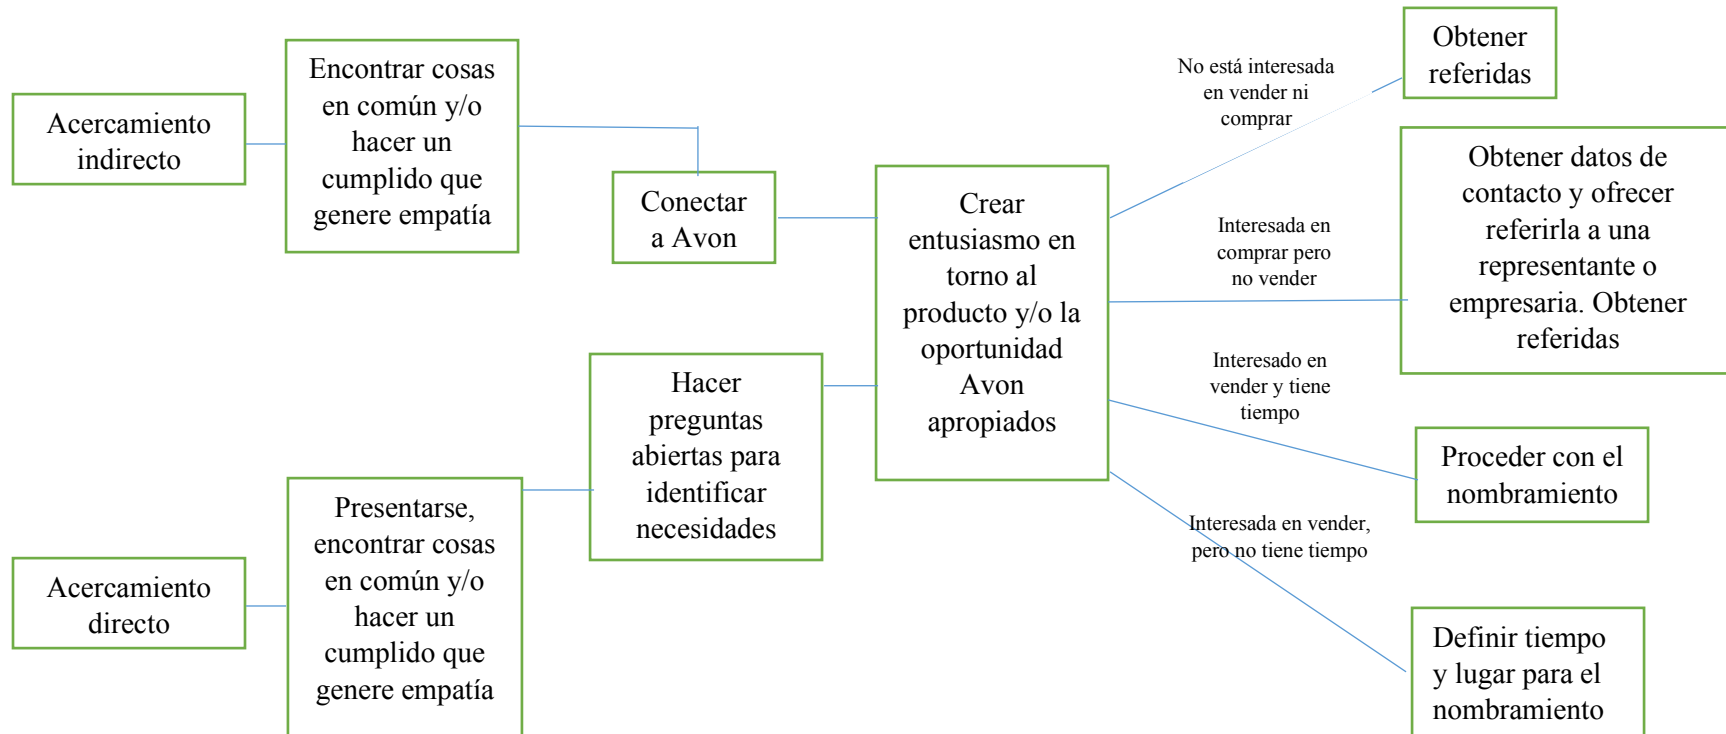 Acercamiento
indirecto
Encontrar cosas
en común y/o
hacer un
cumplido que
genere empatía
Conectar
a Avon
Acercamiento
directo
Presentarse,
encontrar cosas
en común y/o
hacer un
cumplido que
genere empatía
Hacer
preguntas
abiertas para
identificar
necesidades
Crear
entusiasmo en
torno al
producto y/o la
oportunidad
Avon
apropiados
No está interesada
en vender ni
comprar
Obtener
referidas
Interesada en
comprar pero
no vender
Obtener datos de
contacto y ofrecer
referirla a una
representante o
empresaria. Obtener
referidas
Interesado en
vender y tiene
tiempo
Proceder con el
nombramiento
Interesada en vender,
pero no tiene tiempo
Definir tiempo
y lugar para el
nombramiento